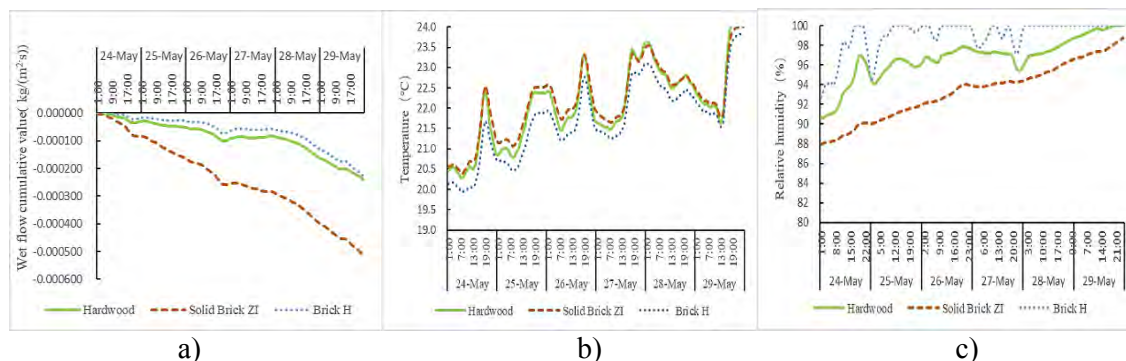 24-May 25-May 26-May 27-May 28-May 29-May
1:00 9:00 17:00 1:00 9:00 17:00 1:00 9:00 17:00 1:00 9:00 17:00 1:00 9:00 17:00 1:00 9:00 17:00
Wet flow cumulative value( kg/(m²s))
0.000000
-0.000100
-0.000200
-0.000300
-0.000400
-0.000500
-0.000600
Hardwood Solid Brick ZI Brick H
a)
Temperature (°C)
24.0
23.0
22.0
21.0
20.0
19.0
1:00 7:00 13:00 19:00 1:00 7:00 13:00 19:00 1:00 7:00 13:00 19:00 1:00 7:00 13:00 19:00 1:00 7:00 13:00 19:00 1:00 7:00 13:00 19:00
24-May 25-May 26-May 27-May 28-May 29-May
Hardwood Solid Brick ZI Brick H
b)
Relative humidity (%)
100
98
96
94
92
90
88
86
84
82
80
1:00 8:00 15:00 22:00 5:00 12:00 19:00 2:00 9:00 16:00 23:00 6:00 13:00 20:00 3:00 10:00 17:00 0:00 7:00 14:00 21:00
24-May 25-May 26-May 27-May 28-May 29-May
Hardwood Solid Brick ZI Brick H
c)